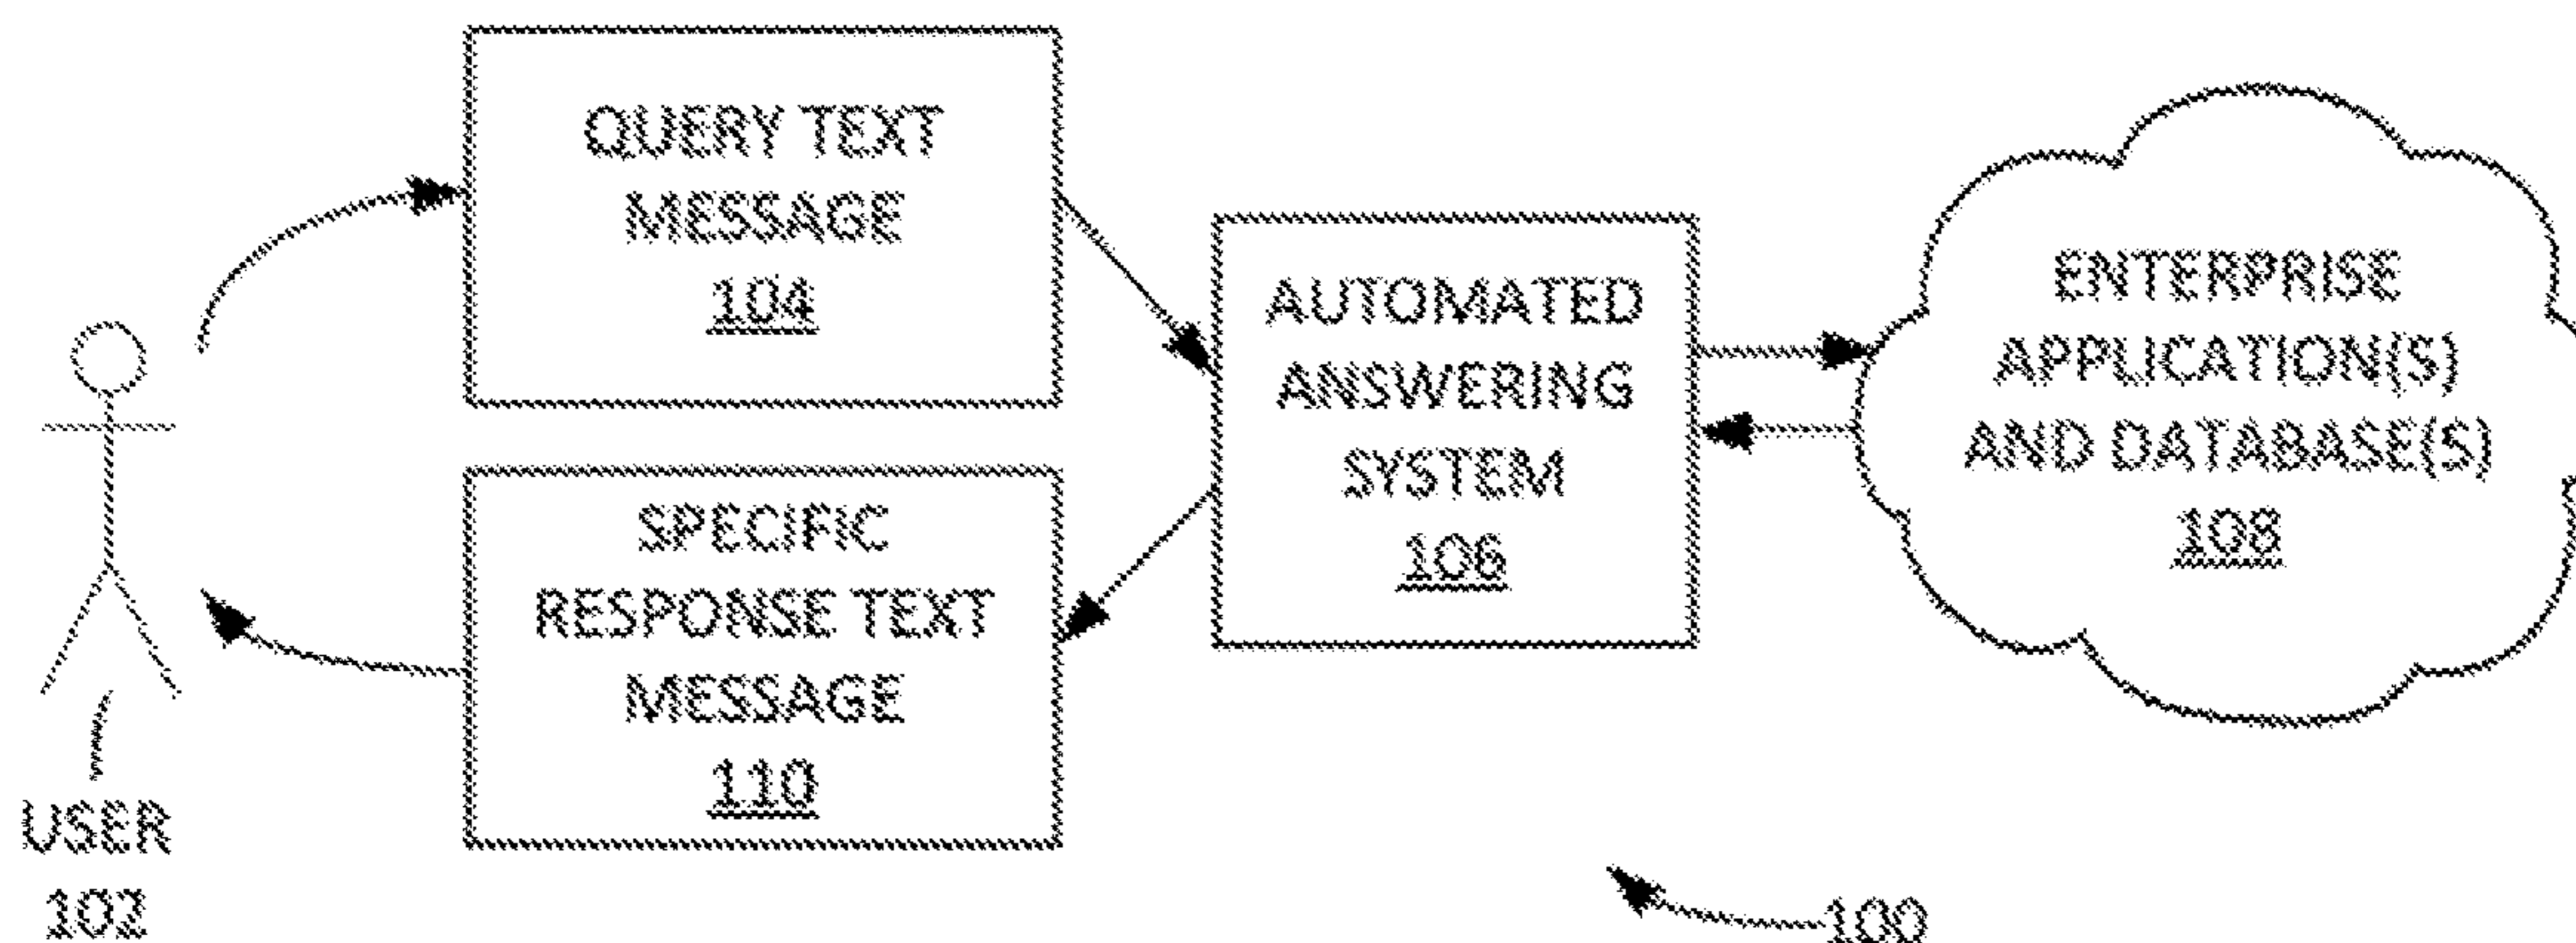 QUERY TEXT
MESSAGE
104
SPECIFIC
RESPONSE TEXT
MESSAGE
110
AUTOMATED
ANSWERING
SYSTEM
106
ENTERPRISE
APPLICATION(S)
AND DATABASE(S)
108
USER
102
100